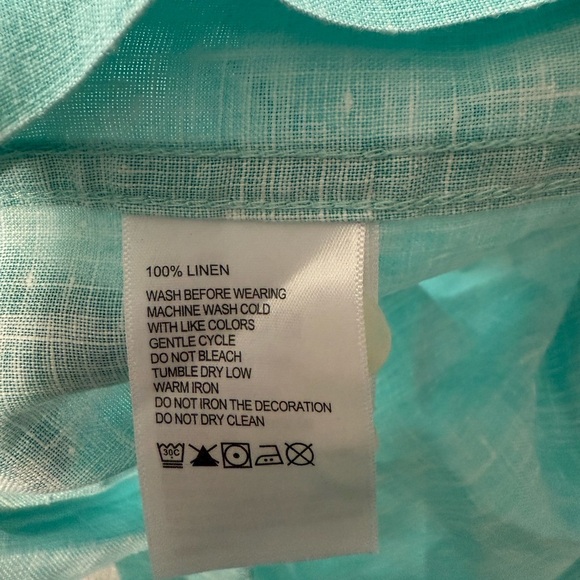 100% LINEN
WASH BEFORE WEARING
MACHINE WASH COLD
WITH LIKE COLORS
GENTLE CYCLE
DO NOT BLEACH
TUMBLE DRY LOW
WARM IRON
DO NOT IRON THE DECORATION
DO NOT DRY CLEAN
30C